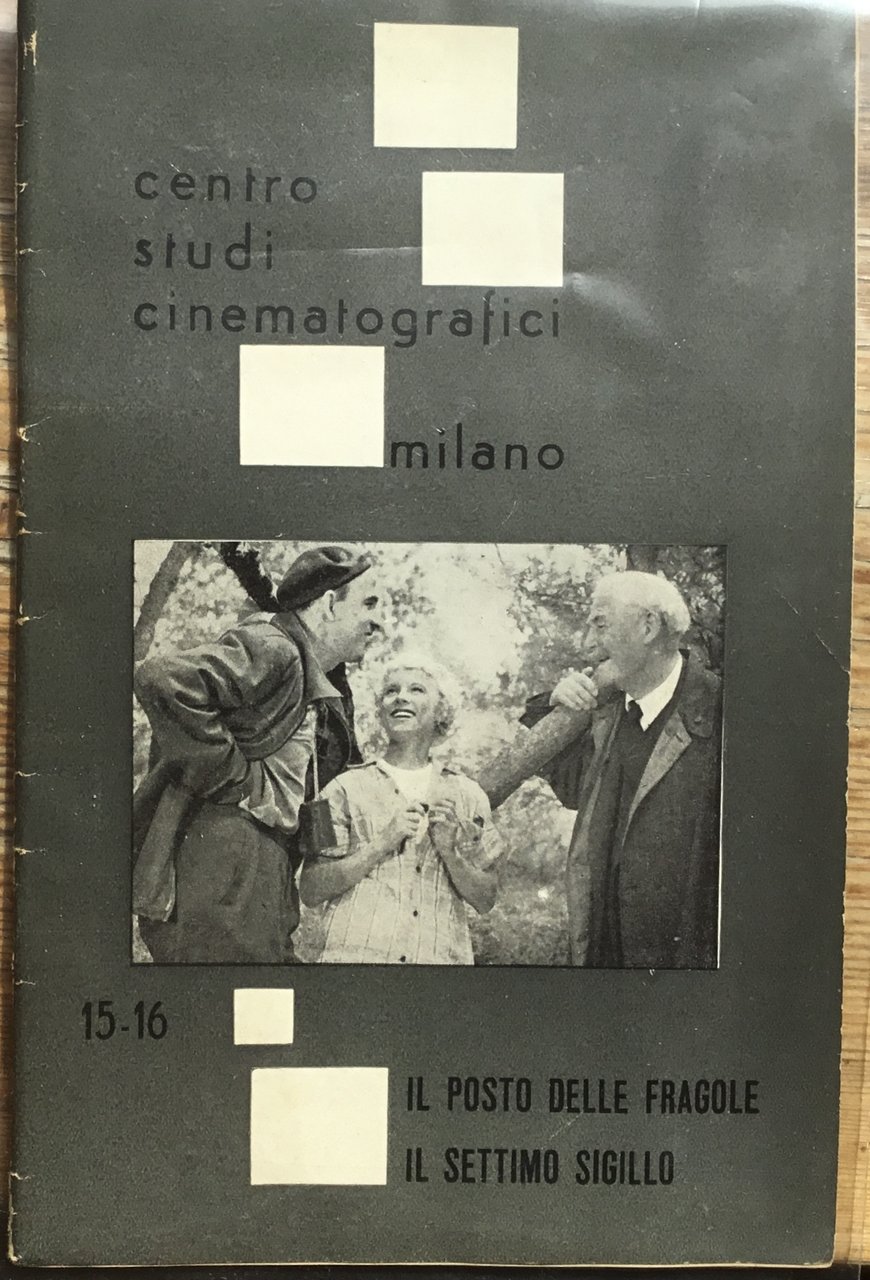 centro
studi
cinematografici
milano
15-16
IL POSTO DELLE FRAGOLE
IL SETTIMO SIGILLO